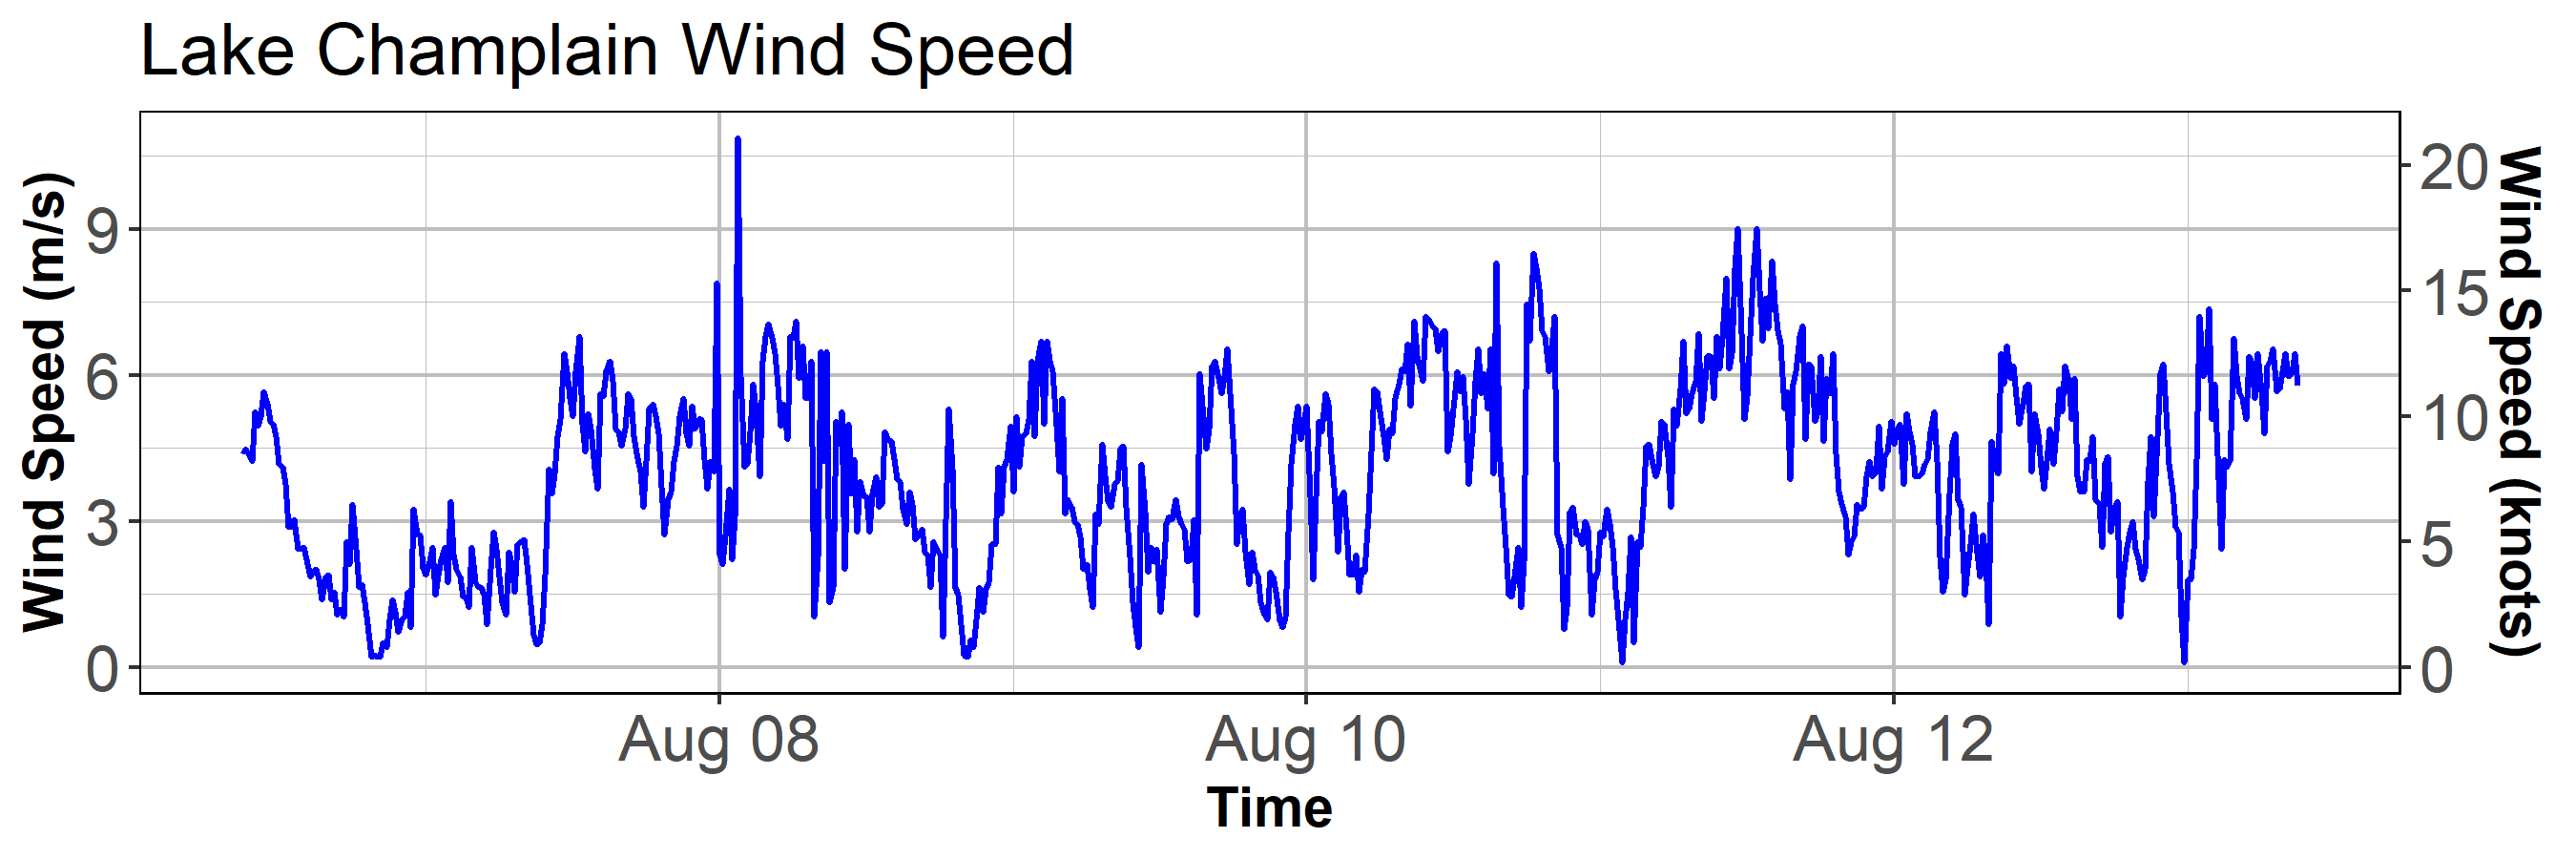 Lake Champlain Wind Speed
Wind Speed (m/s)
9
6
3
0
20
15
10
5
0
Wind Speed (knots)
Aug 08
Aug 10
Aug 12
Time